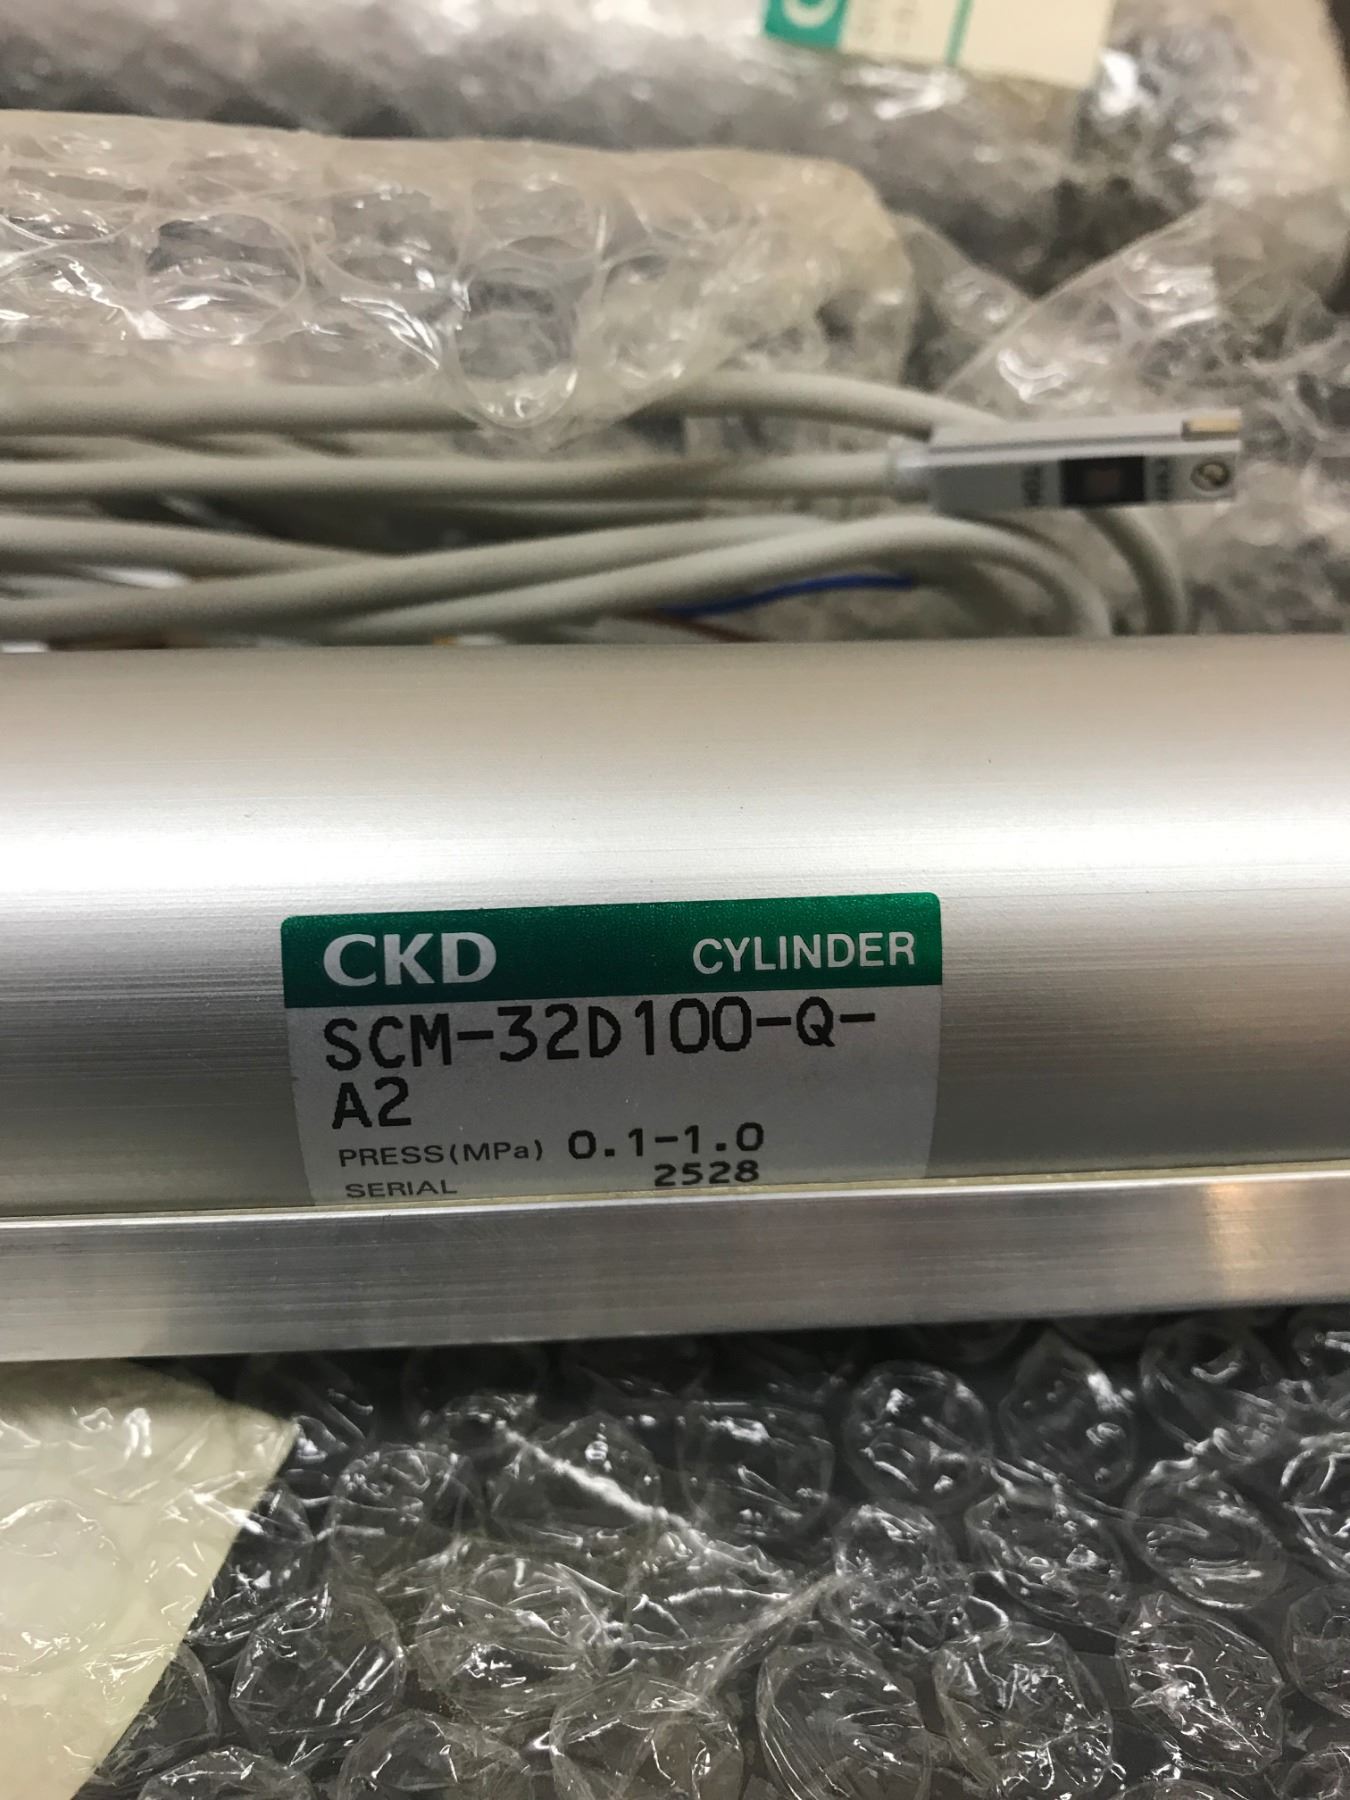 CKD CYLINDER
SCM-32D100-Q-
A2
PRESS(MPa) 0.1-1.0
SERIAL 2528